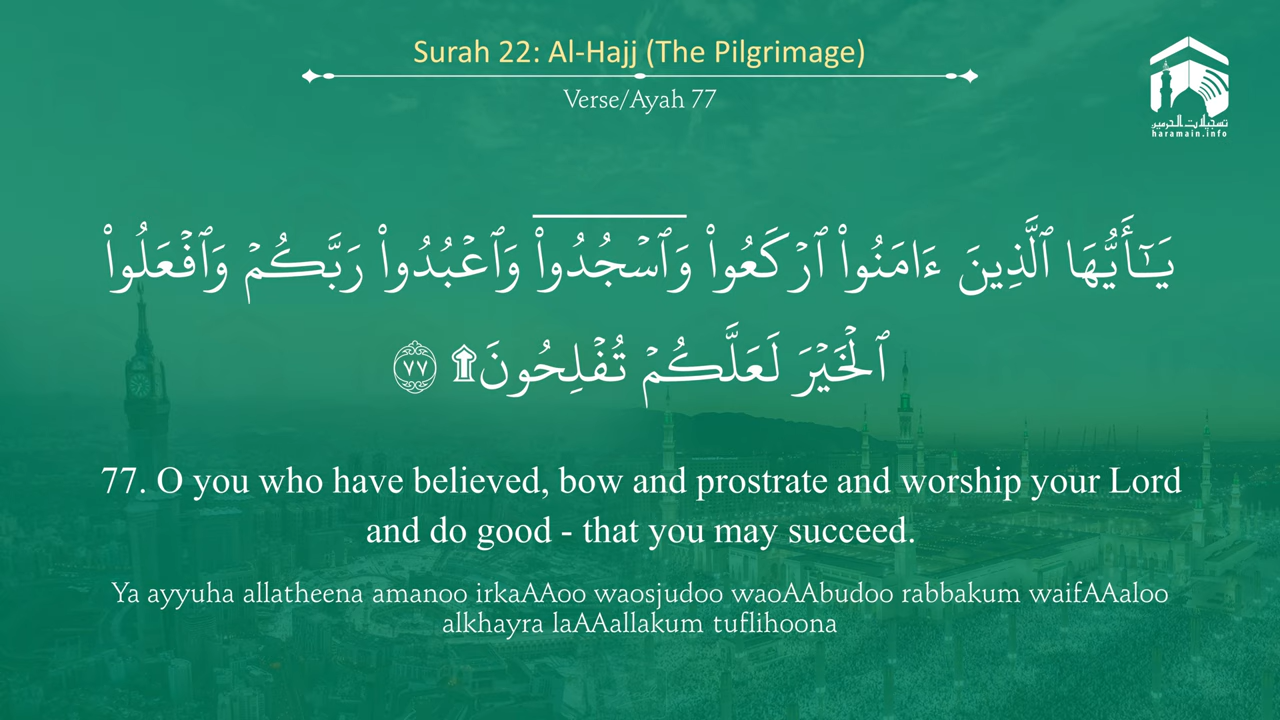 Surah 22: Al-Hajj (The Pilgrimage)
Verse/Ayah 77
تسجيلات الحرمين
haramain.info
يَـٰٓأَيُّهَا ٱلَّذِينَ ءَامَنُوا۟ ٱرْكَعُوا۟ وَٱسْجُدُوا۟ وَٱعْبُدُوا۟ رَبَّكُمْ وَٱفْعَلُوا۟
ٱلْخَيْرَ لَعَلَّكُمْ تُفْلِحُونَ۩ ٧٧
77. O you who have believed, bow and prostrate and worship your Lord
and do good - that you may succeed.
Ya ayyuha allatheena amanoo irkaAAoo waosjudoo waoAAbudoo rabbakum waifAAaloo
alkhayra laAAallakum tuflihoona